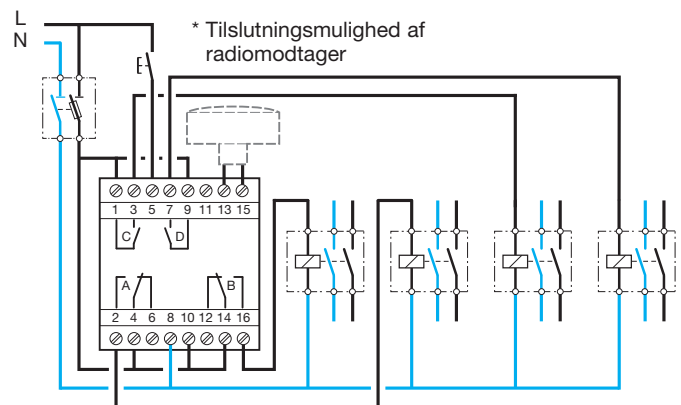 L
N
* Tilslutningsmulighed af
radiomodtager
1 3 5 7 9 11 13 15
C D
A B
2 4 6 8 10 12 14 16